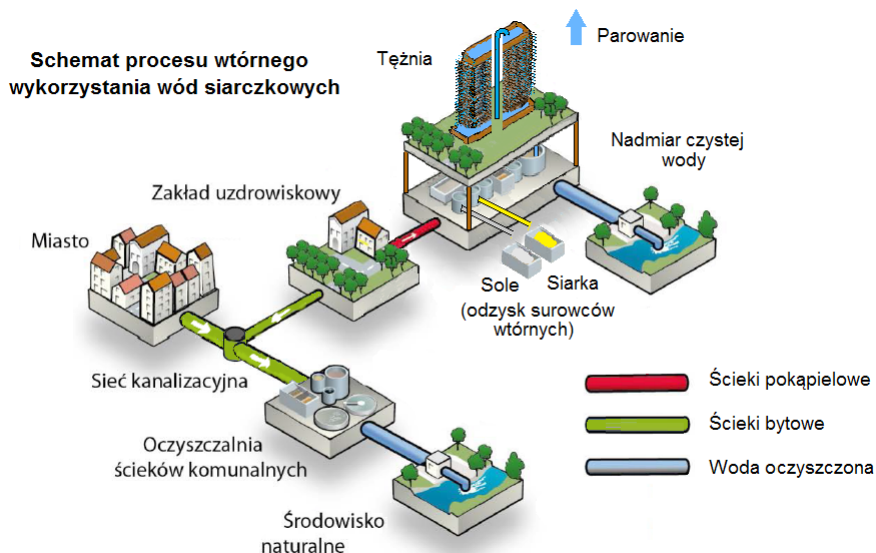 Schemat procesu wtórnego
wykorzystania wód siarczkowych
Tężnia
Parowanie
Nadmiar czystej
wody
Zakład uzdrowiskowy
Miasto
Sole
Siarka
(odzysk surowców
wtórnych)
Sieć kanalizacyjna
Oczyszczalnia
ścieków komunalnych
Środowisko
naturalne
Ścieki pokąpielowe
Ścieki bytowe
Woda oczyszczona